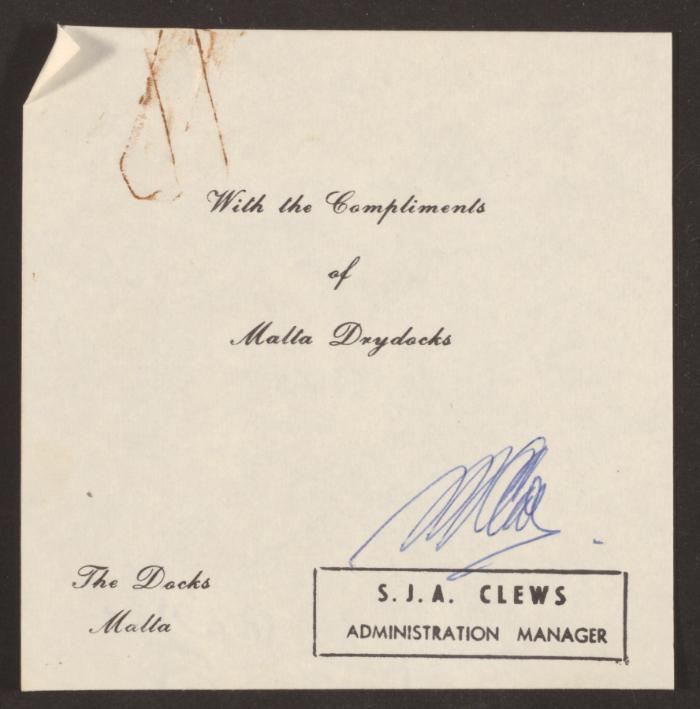 With the Compliments
of
Malta Drydocks
The Docks
Malta
S. J. A. CLEWS
ADMINISTRATION MANAGER